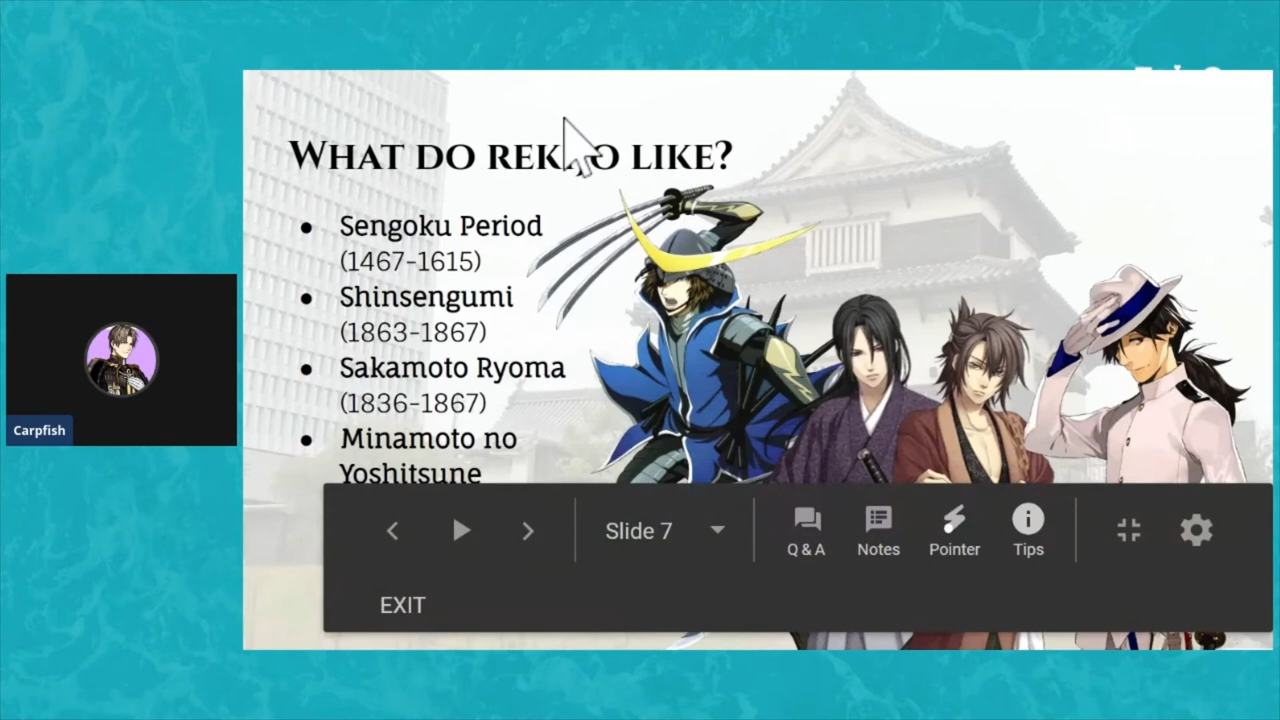 WHAT DO LIKE?
● Sengoku Period
(1467-1615)
● Shinsengumi
(1863-1867)
● Sakamoto Ryoma
(1836-1867)
● Minamoto no
Yoshitsune
Carpfish
Slide 7
Q & A
Notes
Pointer
Tips
EXIT